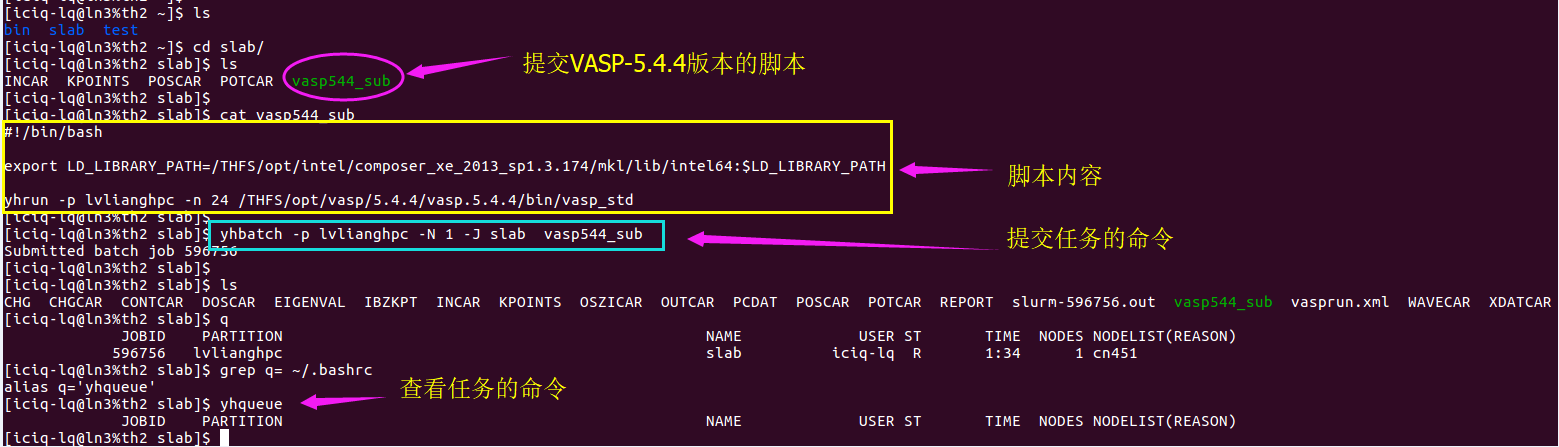 [iciq-lq@ln3%th2 ~]$ ls
bin  slab  test
[iciq-lq@ln3%th2 ~]$ cd slab/
[iciq-lq@ln3%th2 slab]$ ls
INCAR  KPOINTS  POSCAR  POTCAR  vasp544_sub
提交VASP-5.4.4版本的脚本
[iciq-lq@ln3%th2 slab]$
[iciq-lq@ln3%th2 slab]$ cat vasp544_sub
#!/bin/bash
export LD_LIBRARY_PATH=/THFS/opt/intel/composer_xe_2013_sp1.3.174/mkl/lib/intel64:$LD_LIBRARY_PATH
脚本内容
yhrun -p lvlianghpc -n 24 /THFS/opt/vasp/5.4.4/vasp.5.4.4/bin/vasp_std
[iciq-lq@ln3%th2 slab]$
[iciq-lq@ln3%th2 slab]$ yhbatch -p lvlianghpc -N 1 -J slab  vasp544_sub
提交任务的命令
Submitted batch job 596756
[iciq-lq@ln3%th2 slab]$
[iciq-lq@ln3%th2 slab]$ ls
CHG  CHGCAR  CONTCAR  DOSCAR  EIGENVAL  IBZKPT  INCAR  KPOINTS  OSZICAR  OUTCAR  PCDAT  POSCAR  POTCAR  REPORT  slurm-596756.out  vasp544_sub  vasprun.xml  WAVECAR  XDATCAR
[iciq-lq@ln3%th2 slab]$ q
JOBID  PARTITION  NAME  USER ST  TIME  NODES NODELIST(REASON)
596756  lvlianghpc  slab  iciq-lq  R  1:34  1 cn451
[iciq-lq@ln3%th2 slab]$ grep q= ~/.bashrc
alias q='yhqueue'
查看任务的命令
[iciq-lq@ln3%th2 slab]$ yhqueue
JOBID  PARTITION  NAME  USER ST  TIME  NODES NODELIST(REASON)
[iciq-lq@ln3%th2 slab]$